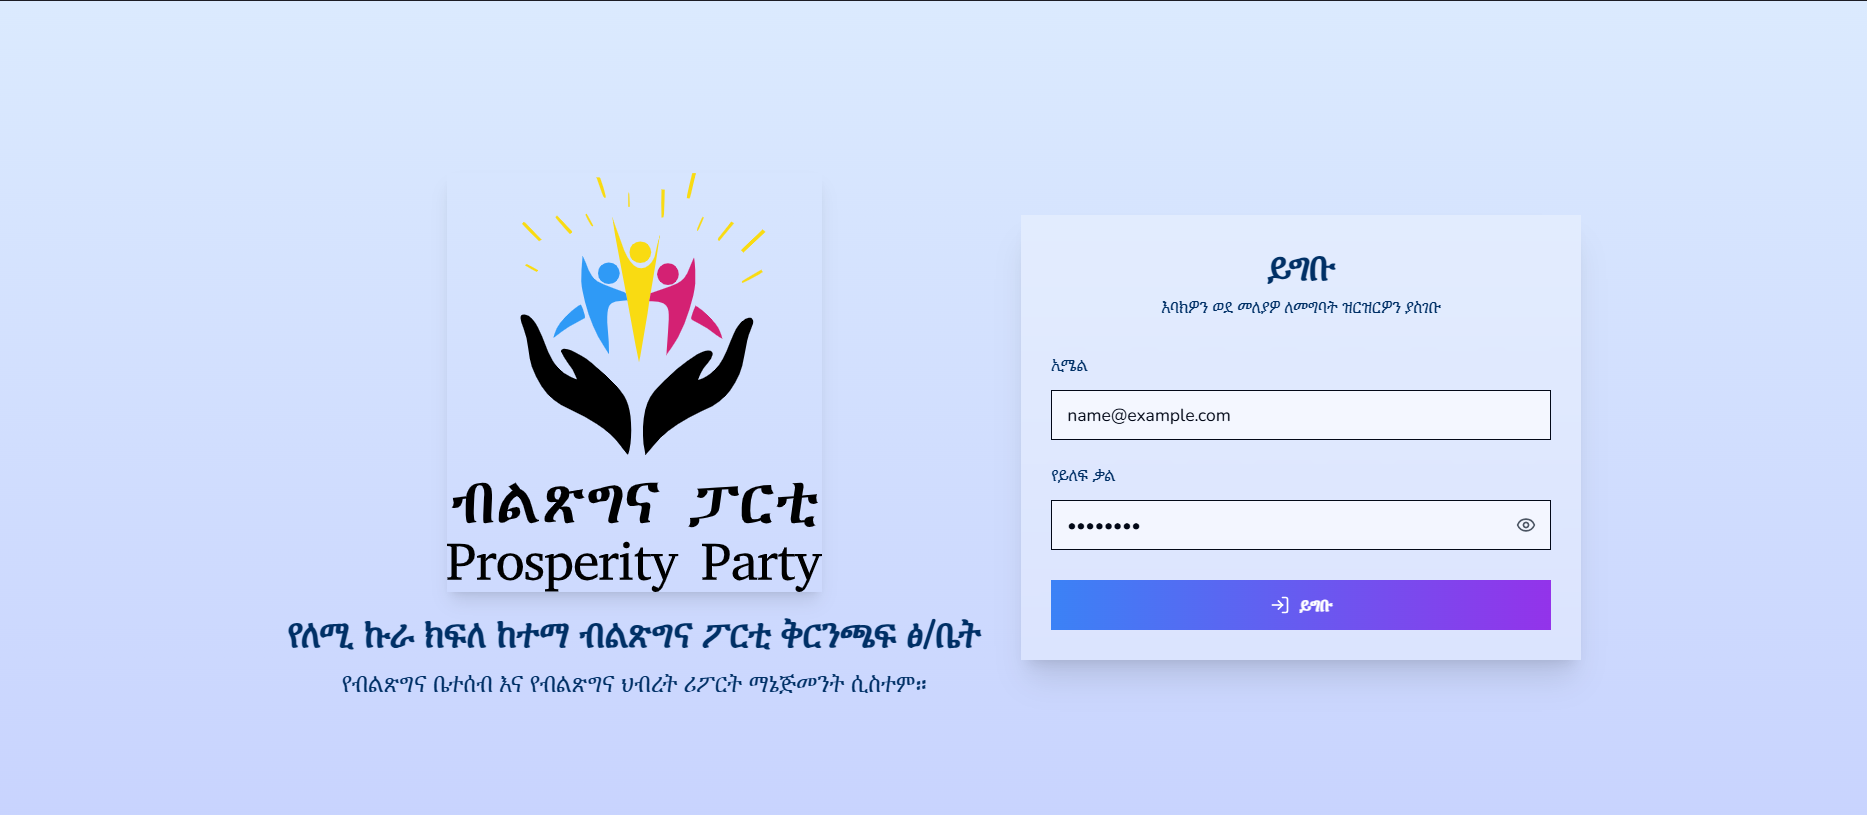 ብልጽግና ፓርቲ
Prosperity Party
የለሚ ኩራ ክፍለ ከተማ ብልጽግና ፖርቲ ቅርንጫፍ ፅ/ቤት
የብልጽግና ቤተሰብ እና የብልጽግና ህብረት ሪፖርት ማኔጅመንት ሲስተም።
ይግቡ
እባክዎን ወደ መለያዎ ለመግባት ዝርዝርዎን ያስገቡ
ኢሜል
name@example.com
የይለፍ ቃል
••••••••
ይግቡ